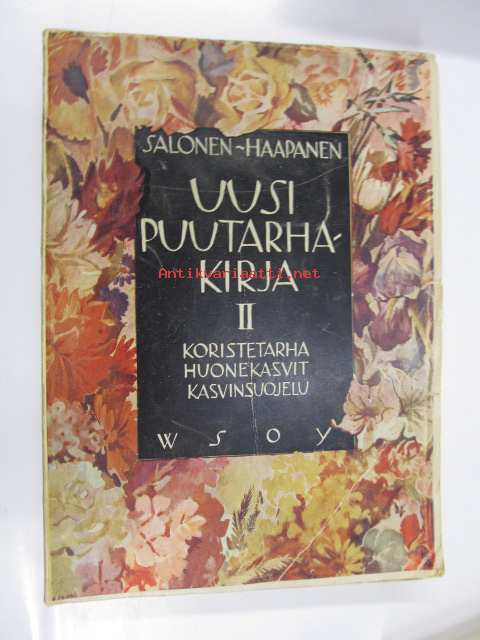 SALONEN-HAAPANEN
UUSI
PUUTARHA-
KIRJA
Antikvariaatti.net
II
KORISTETARHA
HUONEKASVIT
KASVINSUOJELU
WSOY